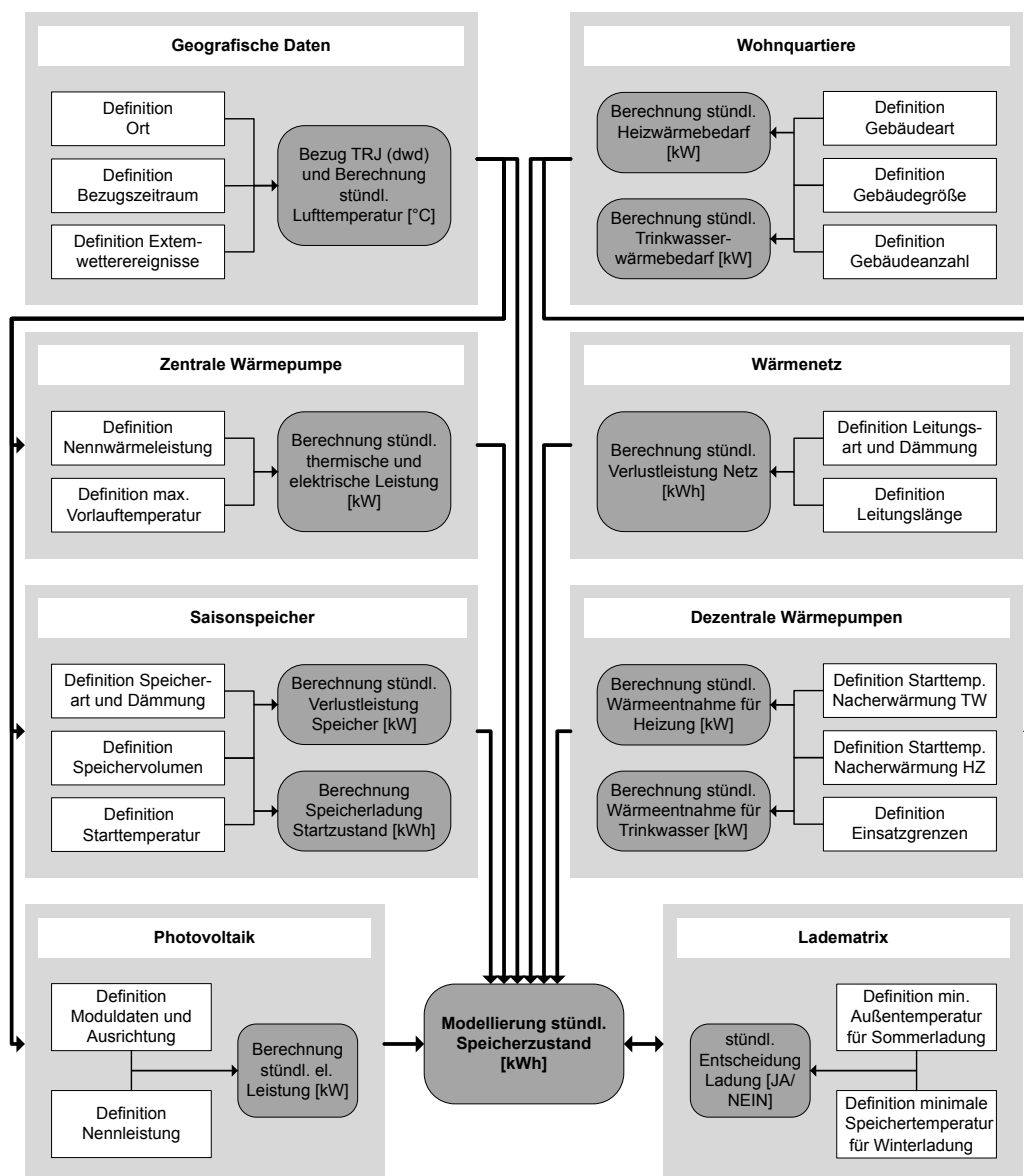 Geografische Daten
Definition
Ort
Definition
Bezugszeitraum
Definition Extem-
wetterereignisse
Bezug TRJ (dwd)
und Berechnung
stündl.
Lufttemperatur [°C]
Wohnquartiere
Berechnung stündl.
Heizwärmebedarf
[kW]
Berechnung stündl.
Trinkwasser-
wärmebedarf [kW]
Definition
Gebäudeart
Definition
Gebäudegröße
Definition
Gebäudeanzahl
Zentrale Wärmepumpe
Definition
Nennwärmeleistung
Definition max.
Vorlauftemperatur
Berechnung stündl.
thermische und
elektrische Leistung
[kW]
Wärmenetz
Berechnung stündl.
Verlustleistung Netz
[kWh]
Definition Leitungs-
art und Dämmung
Definition
Leitungslänge
Saisonspeicher
Definition Speicher-
art und Dämmung
Definition
Speichervolumen
Definition
Starttemperatur
Berechnung stündl.
Verlustleistung
Speicher [kW]
Berechnung
Speicherladung
Startzustand [kWh]
Dezentrale Wärmepumpen
Berechnung stündl.
Wärmeentnahme für
Heizung [kW]
Berechnung stündl.
Wärmeentnahme für
Trinkwasser [kW]
Definition Starttemp.
Nacherwärmung TW
Definition Starttemp.
Nacherwärmung HZ
Definition
Einsatzgrenzen
Photovoltaik
Definition
Moduldaten und
Ausrichtung
Definition
Nennleistung
Berechnung
stündl. el.
Leistung [kW]
Modellierung stündl.
Speicherzustand
[kWh]
Ladematrix
stündl.
Entscheidung
Ladung [JA/
NEIN]
Definition min.
Außentemperatur
für Sommerladung
Definition minimale
Speichertemperatur
für Winterladung